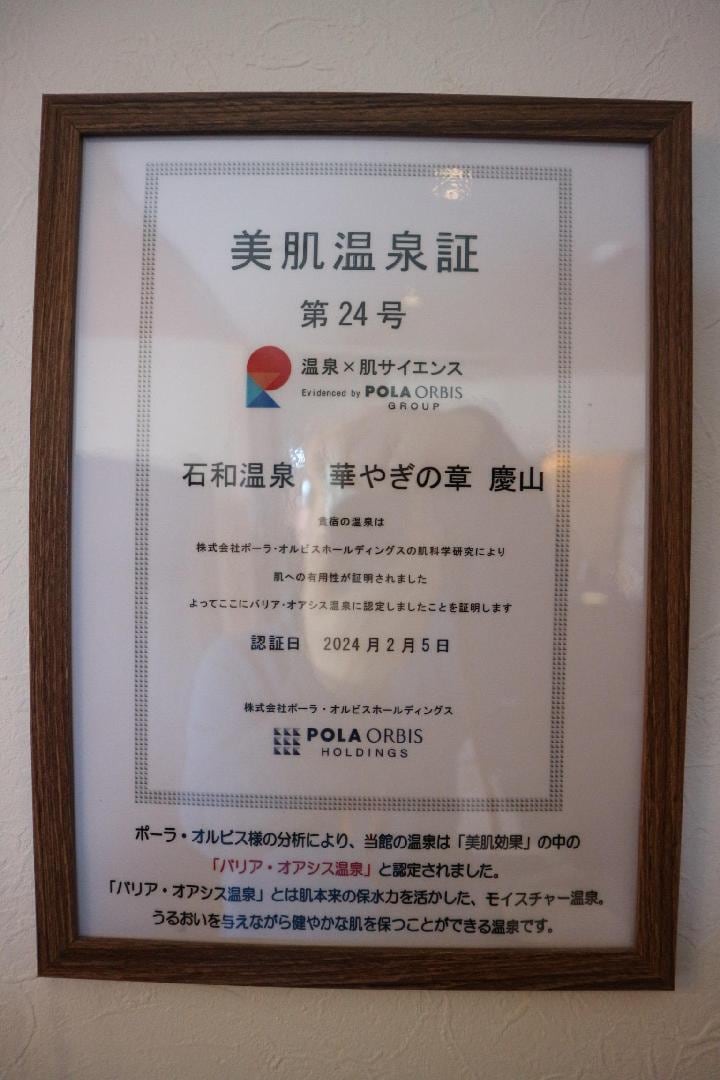 美肌温泉証
第24号
温泉×肌サイエンス
Evidenced by POLA ORBIS
GROUP
石和温泉 華やぎの章 慶山
貴宿の温泉は
株式会社ポーラ・オルビスホールディングスの肌科学研究により
肌への有用性が証明されました
よってここにバリア・オアシス温泉に認定しましたことを証明します
認証日 2024月2月5日
株式会社ポーラ・オルビスホールディングス
POLA ORBIS
HOLDINGS
ポーラ・オルビス様の分析により、当館の温泉は「美肌効果」の中の
「バリア・オアシス温泉」と認定されました。
「バリア・オアシス温泉」とは肌本来の保水力を活かした、モイスチャー温泉。
うるおいを与えながら健やかな肌を保つことができる温泉です。